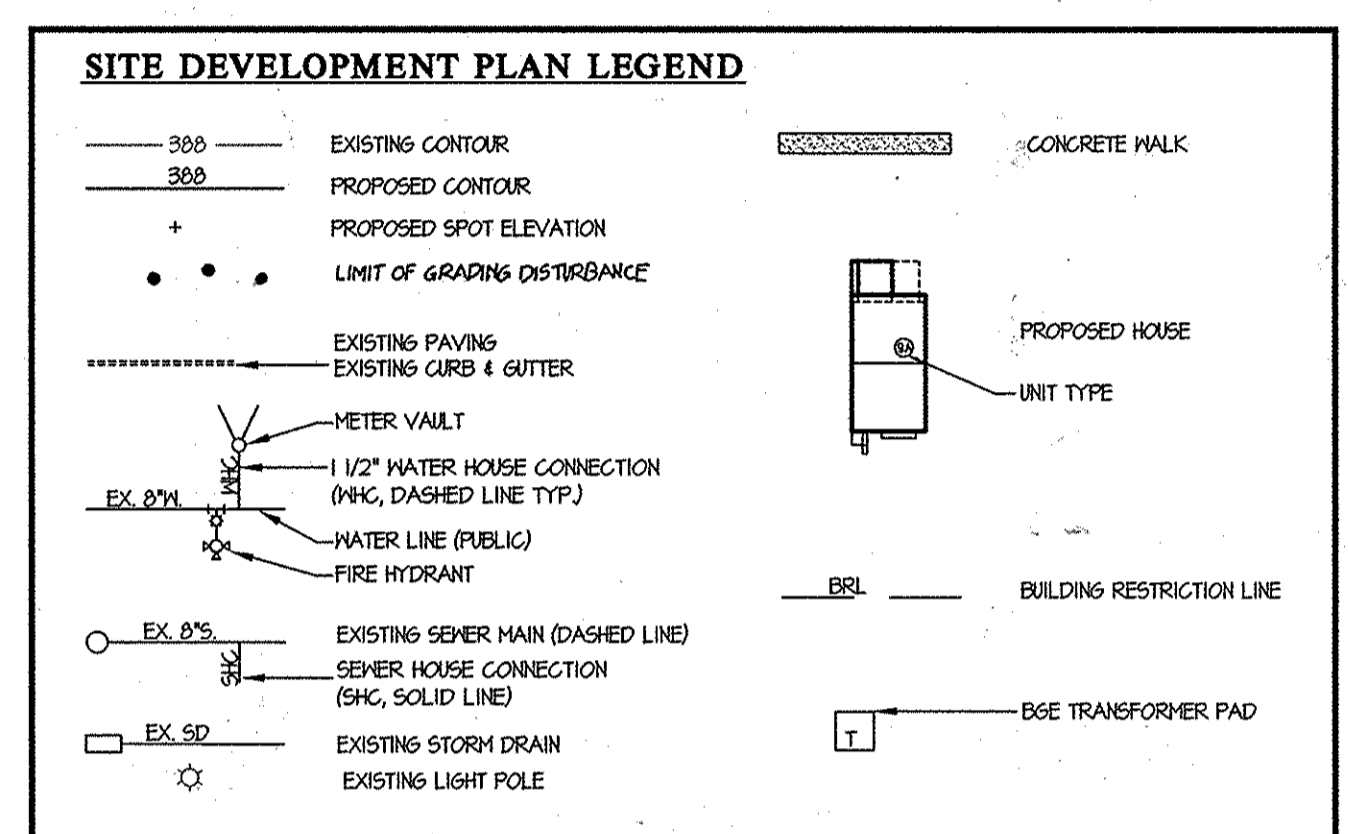 SITE DEVELOPMENT PLAN LEGEND
388 EXISTING CONTOUR
388 PROPOSED CONTOUR
+ PROPOSED SPOT ELEVATION
LIMIT OF GRADING DISTURBANCE
EXISTING PAVING
EXISTING CURB & GUTTER
METER VAULT
WHC
1 1/2" WATER HOUSE CONNECTION
(WHC, DASHED LINE TYP.)
EX. 8"W.
WATER LINE (PUBLIC)
FIRE HYDRANT
EX. 8"S. EXISTING SEWER MAIN (DASHED LINE)
SHC
SEWER HOUSE CONNECTION
(SHC, SOLID LINE)
EX. SD EXISTING STORM DRAIN
EXISTING LIGHT POLE
CONCRETE WALK
PROPOSED HOUSE
UNIT TYPE
BRL BUILDING RESTRICTION LINE
BGE TRANSFORMER PAD
T